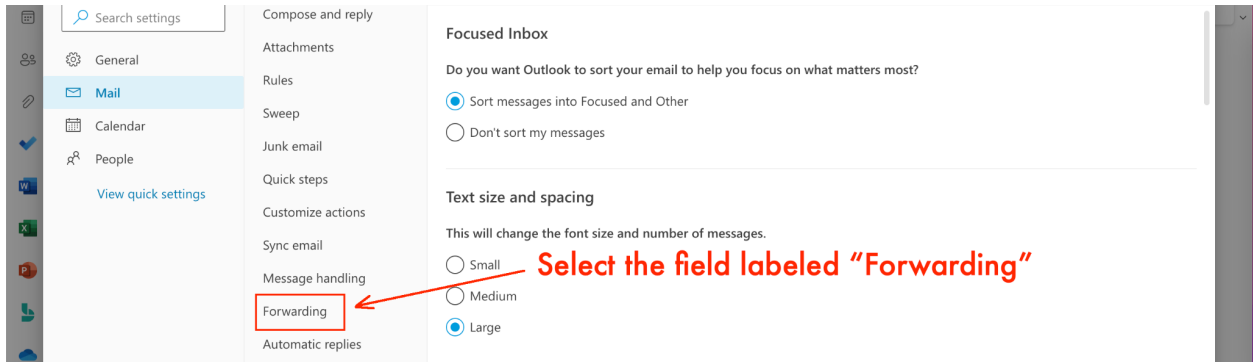 Search settings
General
Mail
Calendar
People
View quick settings
Compose and reply
Attachments
Rules
Sweep
Junk email
Quick steps
Customize actions
Sync email
Message handling
Forwarding
Automatic replies
Focused Inbox
Do you want Outlook to sort your email to help you focus on what matters most?
Sort messages into Focused and Other
Don't sort my messages
Text size and spacing
This will change the font size and number of messages.
Small
Select the field labeled “Forwarding”
Medium
Large